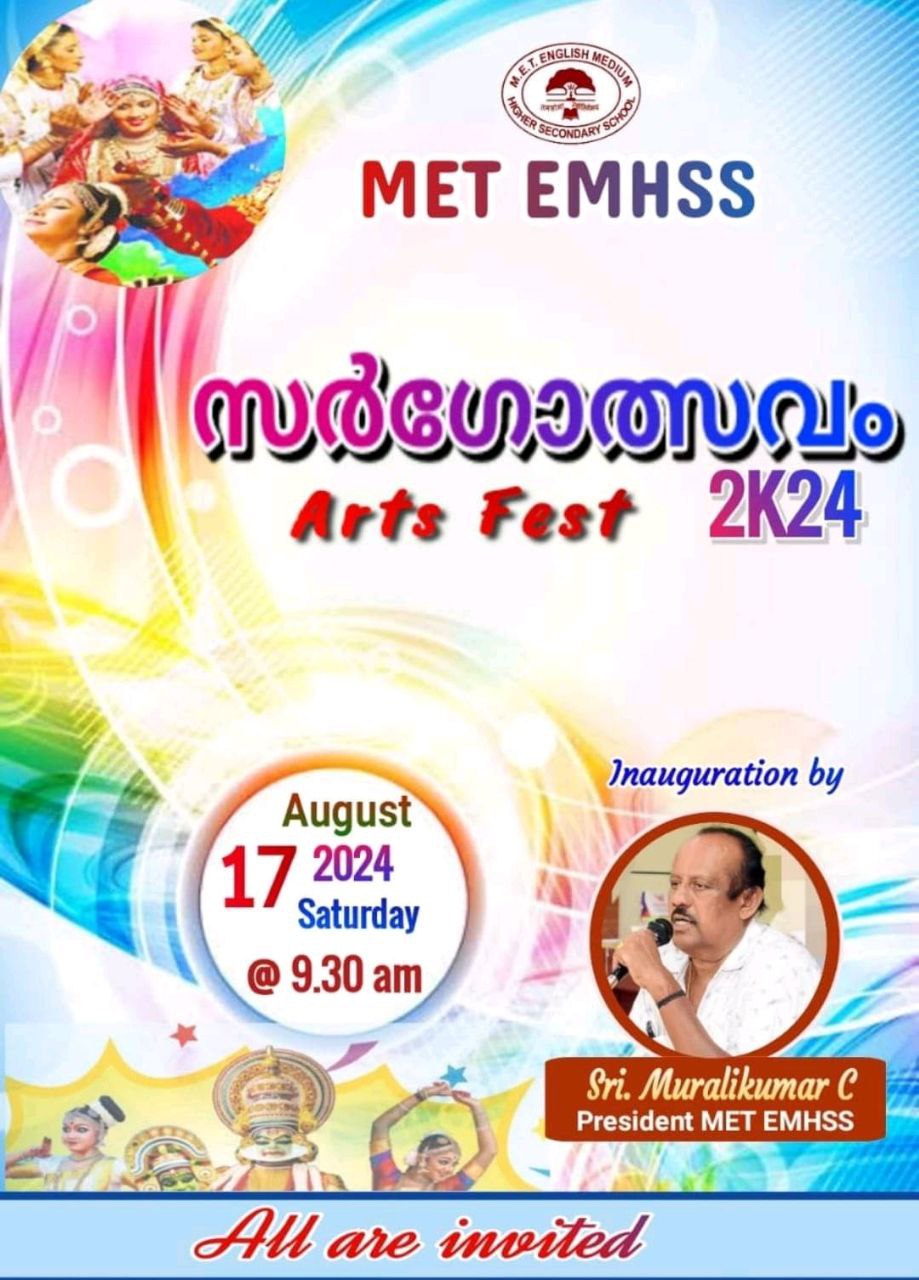 M.E.T. ENGLISH MEDIUM
HIGHER SECONDARY SCHOOL
MET EMHSS
സർഗോത്സവം
Arts Fest 2K24
Inauguration by
August
17 2024
Saturday
@ 9.30 am
Sri. Muralikumar C
President MET EMHSS
All are invited